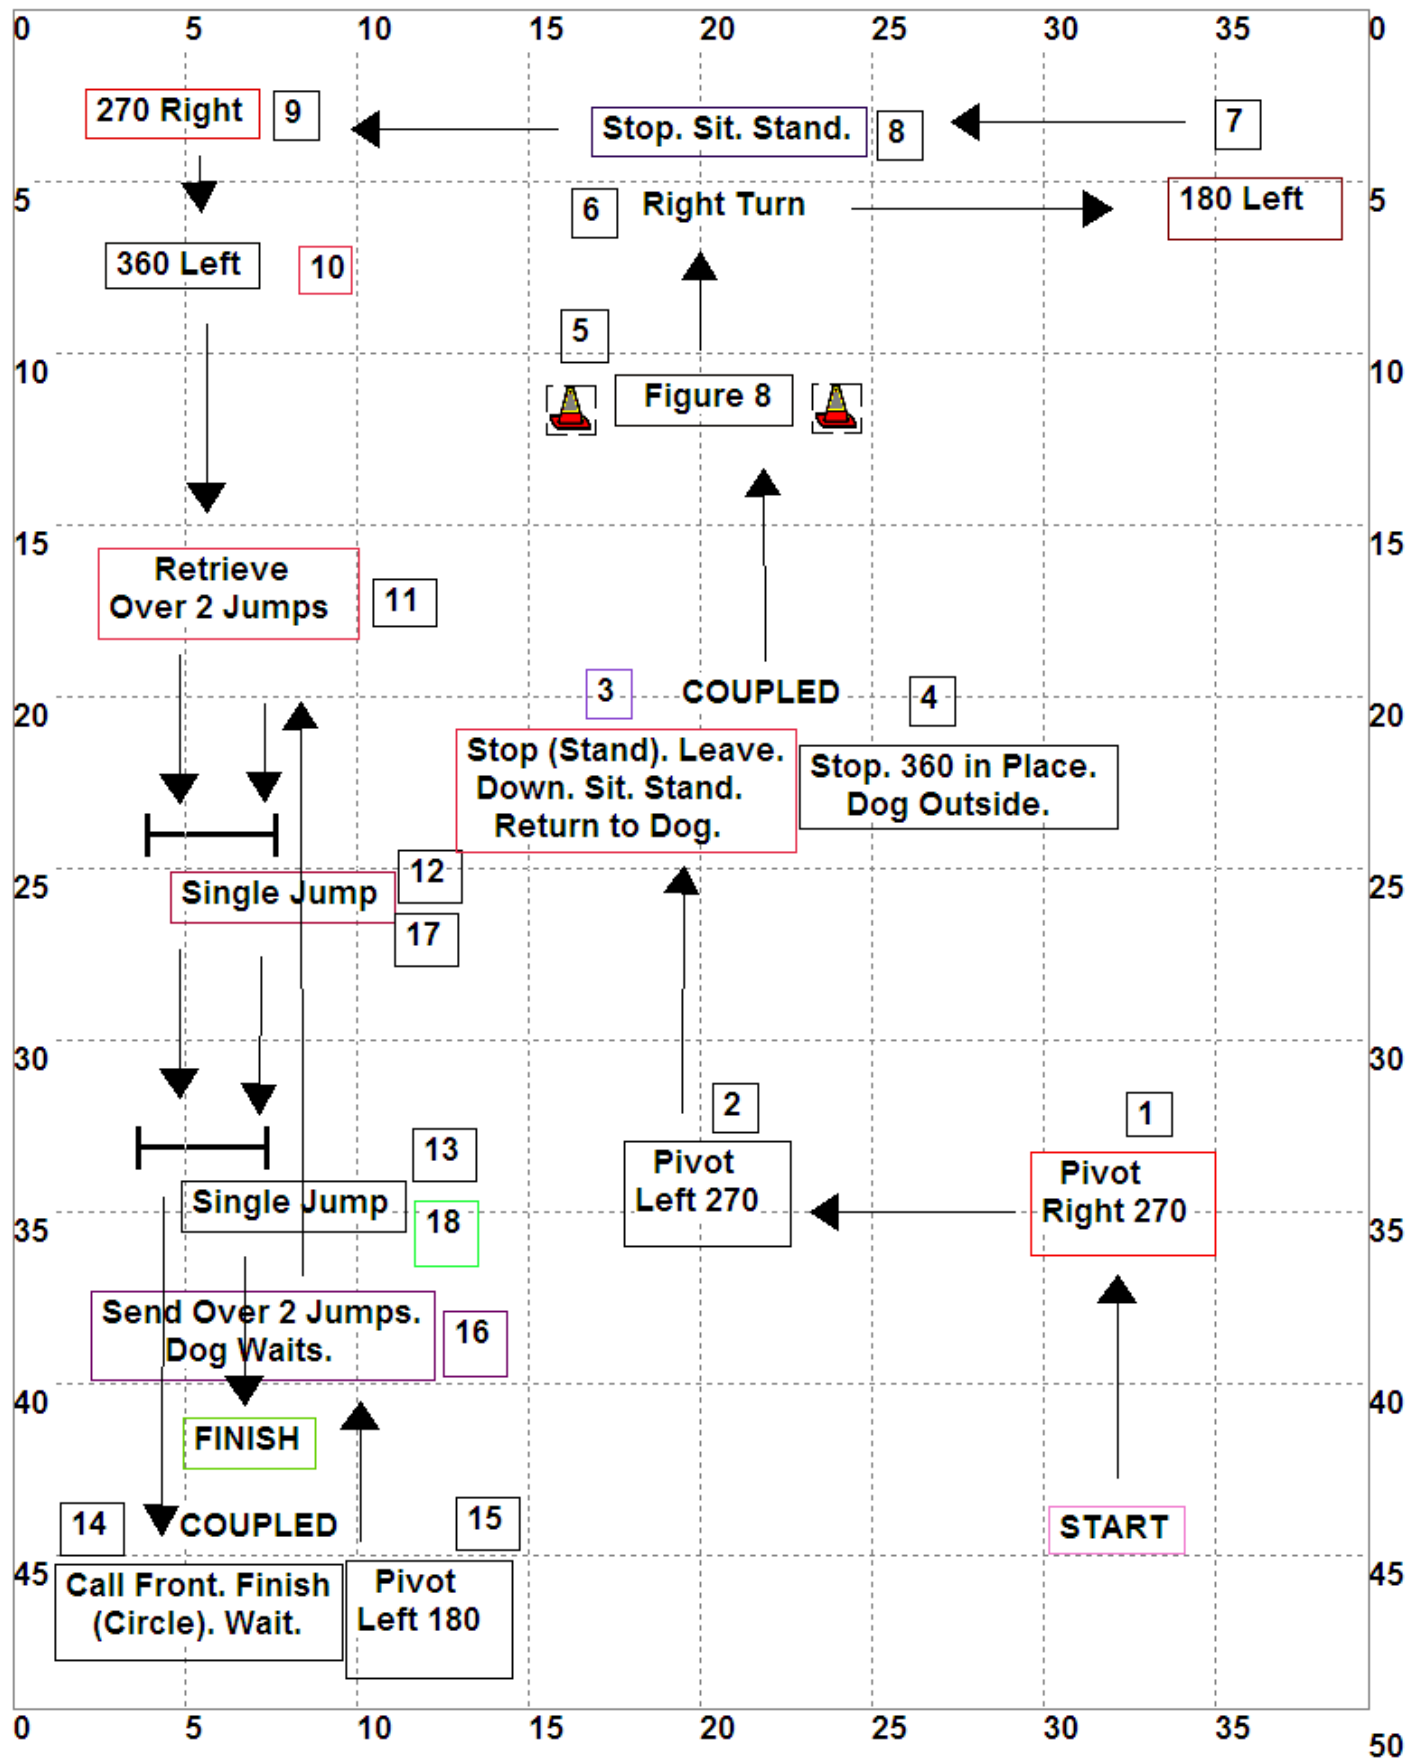 0 5 10 15 20 25 30 35 0
270 Right 9 Stop. Sit. Stand. 8 7
5 6 Right Turn 180 Left 5
360 Left 10
5
10 Figure 8 10
15 15
Retrieve
Over 2 Jumps 11
3 COUPLED 4
20 20
Stop (Stand). Leave.
Down. Sit. Stand.
Return to Dog.
Stop. 360 in Place.
Dog Outside.
12
25 Single Jump 25
17
30 30
2 1
13
Pivot
Left 270
Pivot
Right 270
Single Jump
35 18 35
Send Over 2 Jumps.
Dog Waits.
16
40 40
FINISH
14 COUPLED 15 START
45 45
Call Front. Finish
(Circle). Wait.
Pivot
Left 180
0 5 10 15 20 25 30 35 50